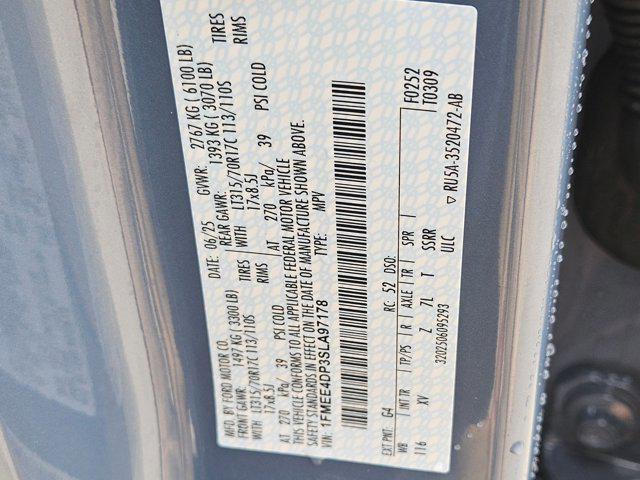 MFD. BY FORD MOTOR CO.
DATE: 06/25 GVWR: 2767 KG ( 6100 LB)
FRONT GAWR: 1497 KG ( 3300 LB) REAR GAWR: 1393 KG ( 3070 LB)
WITH LT315/70R17C 113/110S TIRES WITH LT315/70R17C 113/110S TIRES
17x8.5J RIMS 17x8.5J RIMS
AT 270 kPa/ 39 PSI COLD AT 270 kPa/ 39 PSI COLD
THIS VEHICLE CONFORMS TO ALL APPLICABLE FEDERAL MOTOR VEHICLE
SAFETY STANDARDS IN EFFECT ON THE DATE OF MANUFACTURE SHOWN ABOVE.
VIN: 1FMEE4DP3SLA97178 TYPE: MPV
F0252
T0309
EXT PNT: G4 RC: 52 DSO:
WB INT TR TP/PS R AXLE TR SPR
116 XV Z 7L T SSRR
3202506095293 ULC
▽ RU5A-3520472-AB